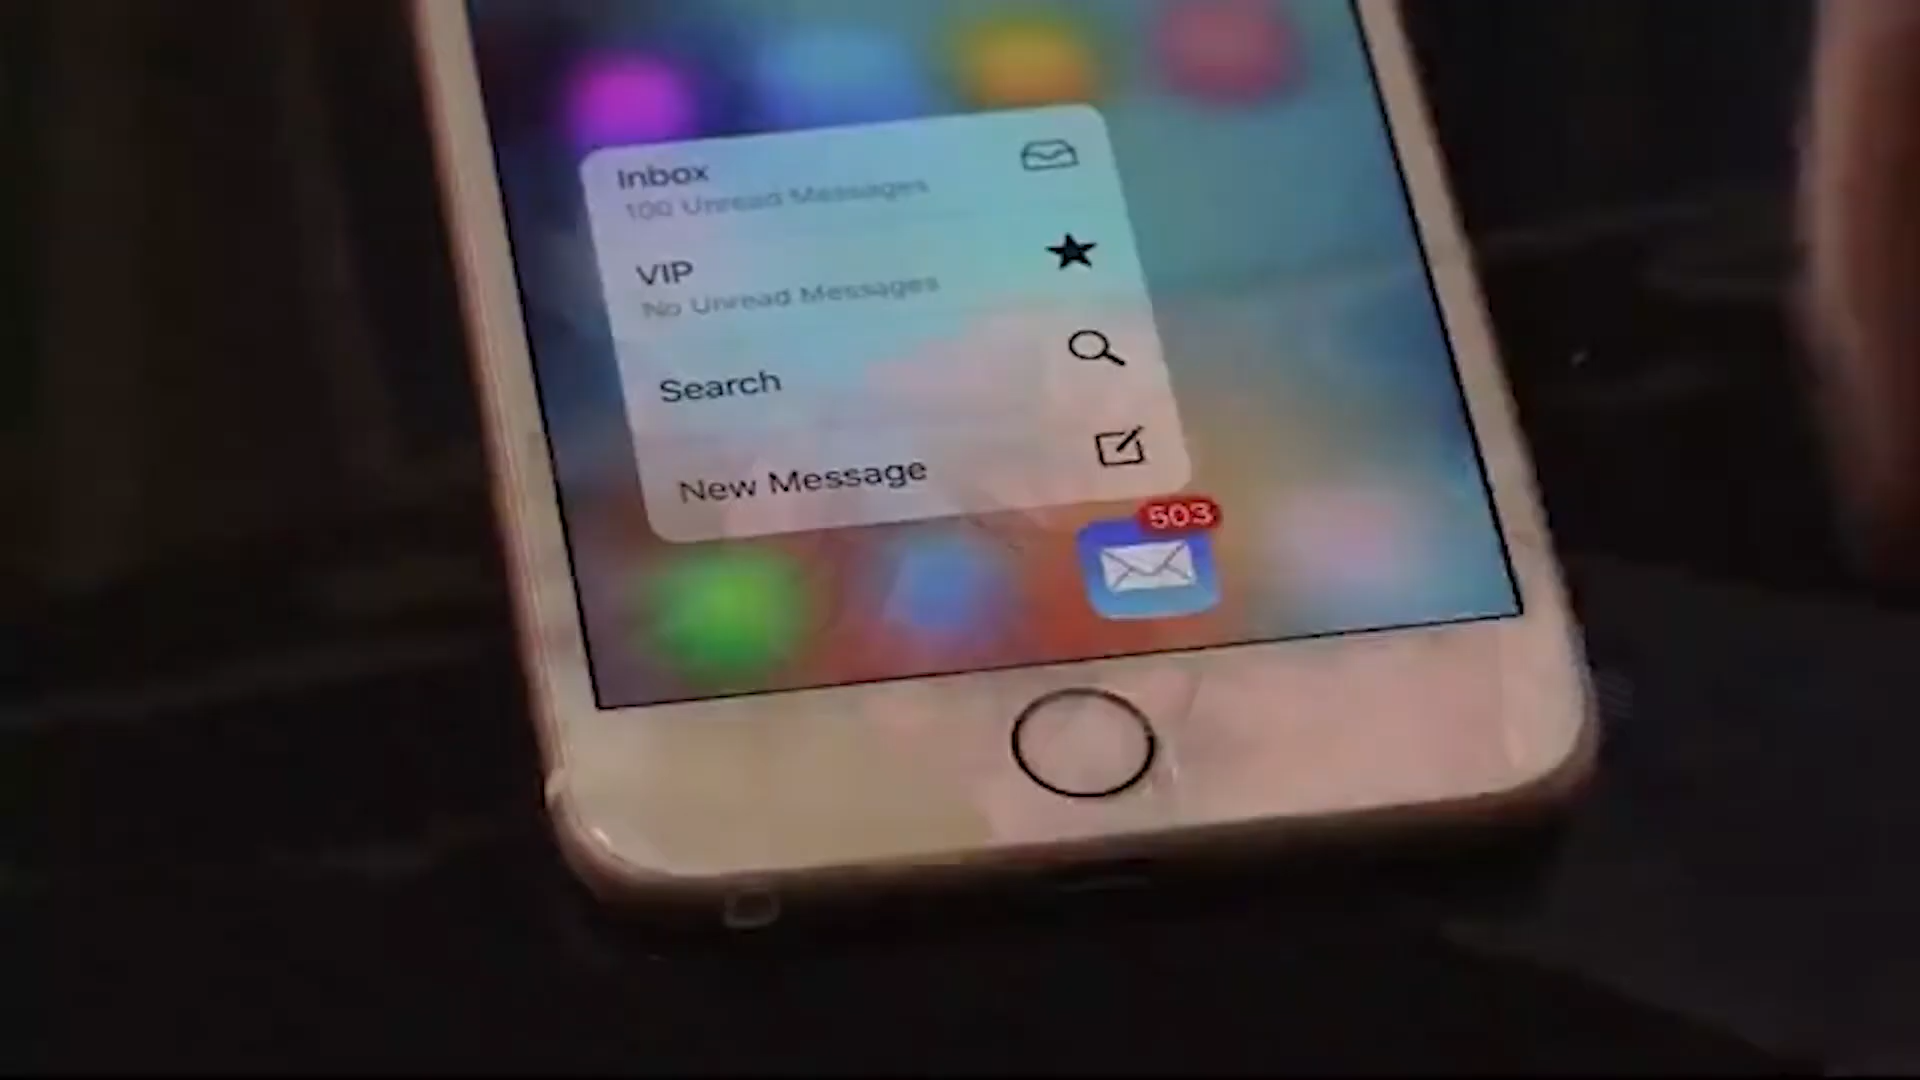 Inbox
100 Unread Messages
VIP
No Unread Messages
Search
New Message
503